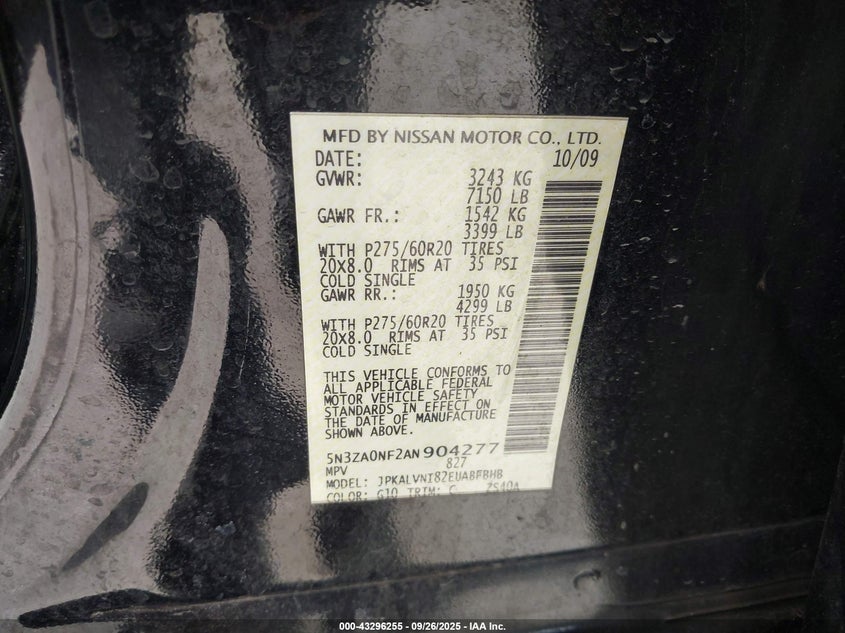 MFD BY NISSAN MOTOR CO., LTD.
DATE: 10/09
GVWR: 3243 KG
7150 LB
GAWR FR.: 1542 KG
3399 LB
WITH P275/60R20 TIRES
20X8.0 RIMS AT 35 PSI
COLD SINGLE
GAWR RR.: 1950 KG
4299 LB
WITH P275/60R20 TIRES
20X8.0 RIMS AT 35 PSI
COLD SINGLE
THIS VEHICLE CONFORMS TO
ALL APPLICABLE FEDERAL
MOTOR VEHICLE SAFETY
STANDARDS IN EFFECT ON
THE DATE OF MANUFACTURE
SHOWN ABOVE.
5N3ZA0NF2AN904277
MPV 827
MODEL: JPKALVNI82EUABFBHB
COLOR: G10 TRIM: C ZS40A
000-43296255 - 09/26/2025 - IAA Inc.